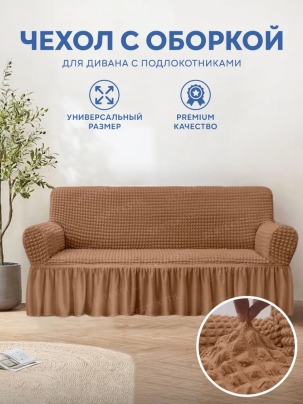 ЧЕХОЛ С ОБОРКОЙ
ДЛЯ ДИВАНА С ПОДЛОКОТНИКАМИ
УНИВЕРСАЛЬНЫЙ PREMIUM
РАЗМЕР КАЧЕСТВО